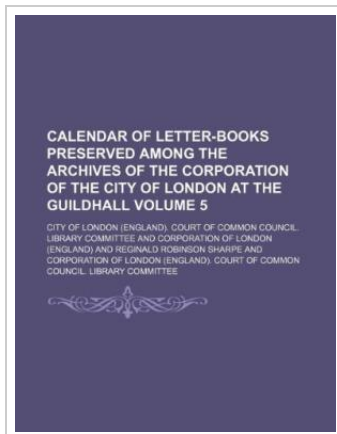 CALENDAR OF LETTER-BOOKS
PRESERVED AMONG THE
ARCHIVES OF THE CORPORATION
OF THE CITY OF LONDON AT THE
GUILDHALL VOLUME 5
CITY OF LONDON (ENGLAND). COURT OF COMMON COUNCIL.
LIBRARY COMMITTEE AND CORPORATION OF LONDON
(ENGLAND) AND REGINALD ROBINSON SHARPE AND
CORPORATION OF LONDON (ENGLAND). COURT OF COMMON
COUNCIL. LIBRARY COMMITTEE